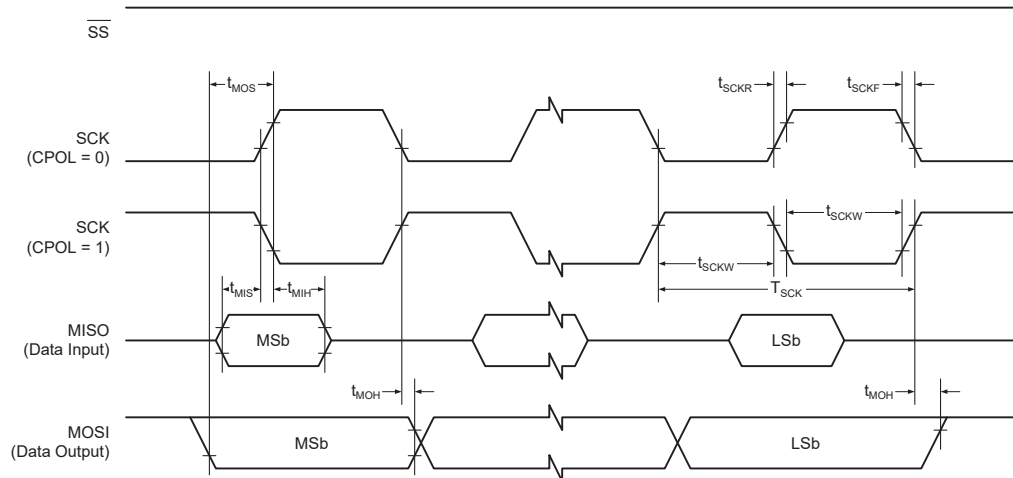 SS
tMOS
tSCKR
tSCKF
SCK
(CPOL = 0)
SCK
(CPOL = 1)
tSCKW
tSCKW
TSCK
tMIS
tMIH
MISO
(Data Input)
MSb
LSb
tMOH
tMOH
MOSI
(Data Output)
MSb
LSb